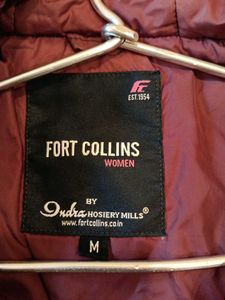 FC
EST.1954
FORT COLLINS
WOMEN
BY
Indra HOSIERY MILLS®
www.fortcollins.co.in
M